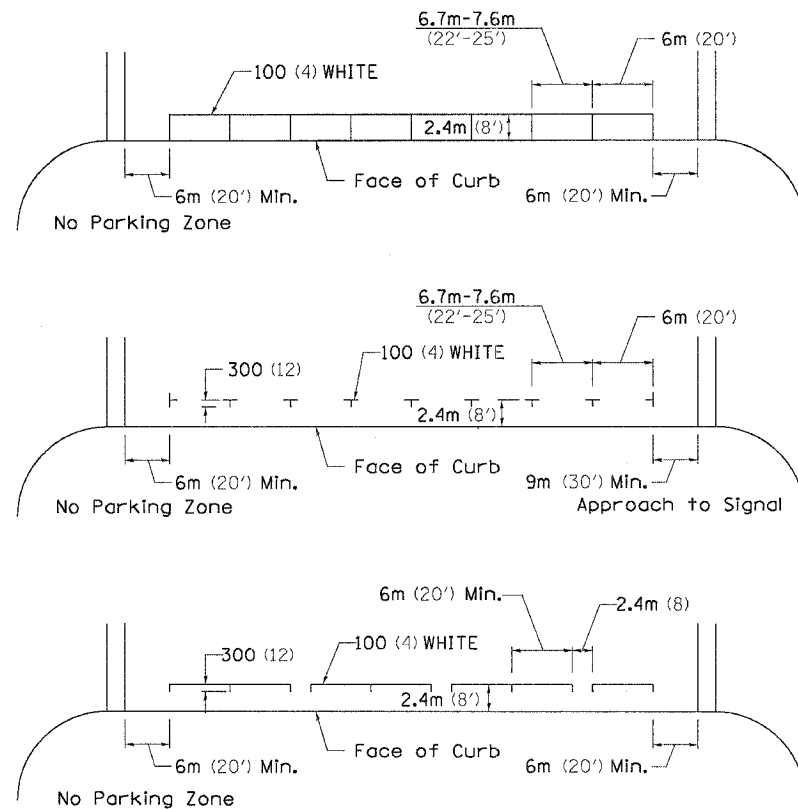 6.7m-7.6m
(22'-25')
6m (20')
100 (4) WHITE
2.4m (8')
Face of Curb
6m (20') Min.
6m (20') Min.
No Parking Zone
6.7m-7.6m
(22'-25')
6m (20')
100 (4) WHITE
300 (12)
2.4m (8')
Face of Curb
6m (20') Min.
9m (30') Min.
No Parking Zone
Approach to Signal
6m (20') Min.
2.4m (8)
100 (4) WHITE
300 (12)
2.4m (8')
Face of Curb
6m (20') Min.
6m (20') Min.
No Parking Zone